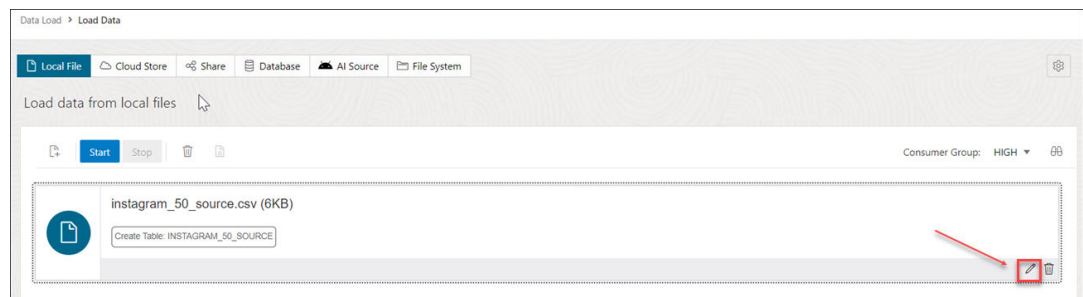 Data Load > Load Data
Local File Cloud Store Share Database AI Source File System
Load data from local files
Start Stop Consumer Group: HIGH
instagram_50_source.csv (6KB)
Create Table: INSTAGRAM_50_SOURCE